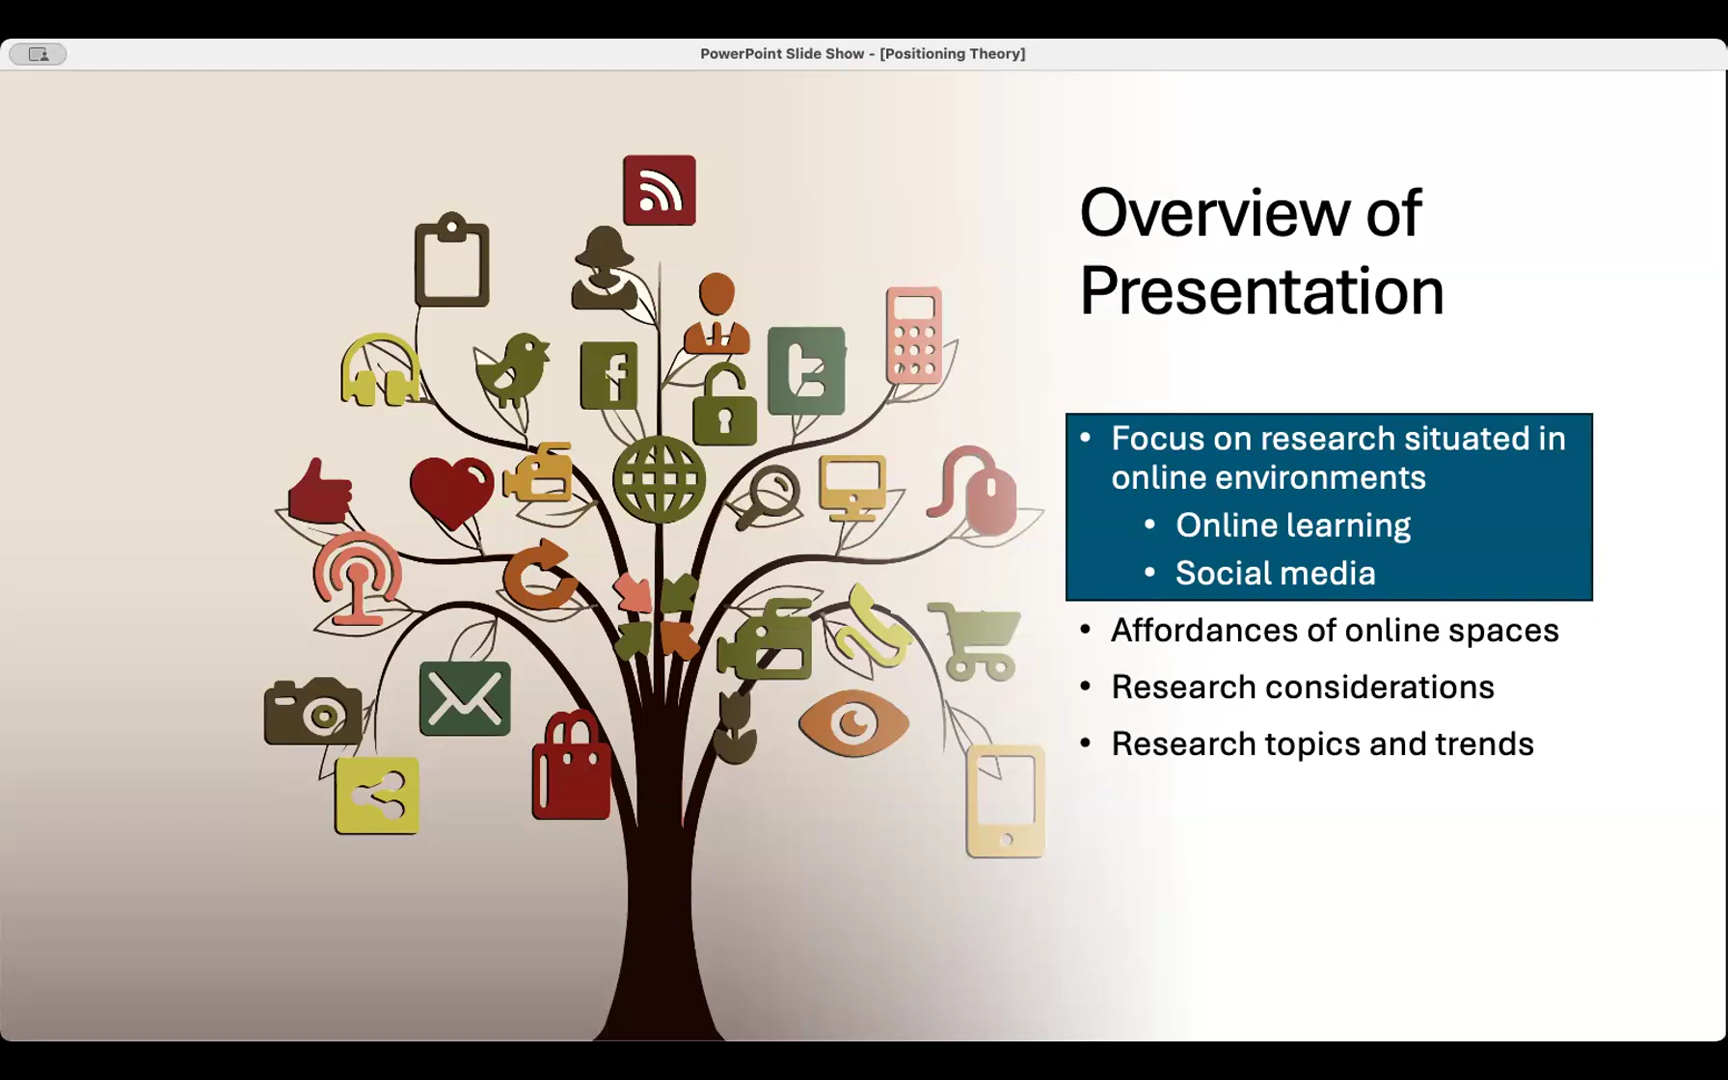 PowerPoint Slide Show - [Positioning Theory]
Overview of
Presentation
• Focus on research situated in
online environments
• Online learning
• Social media
• Affordances of online spaces
• Research considerations
• Research topics and trends